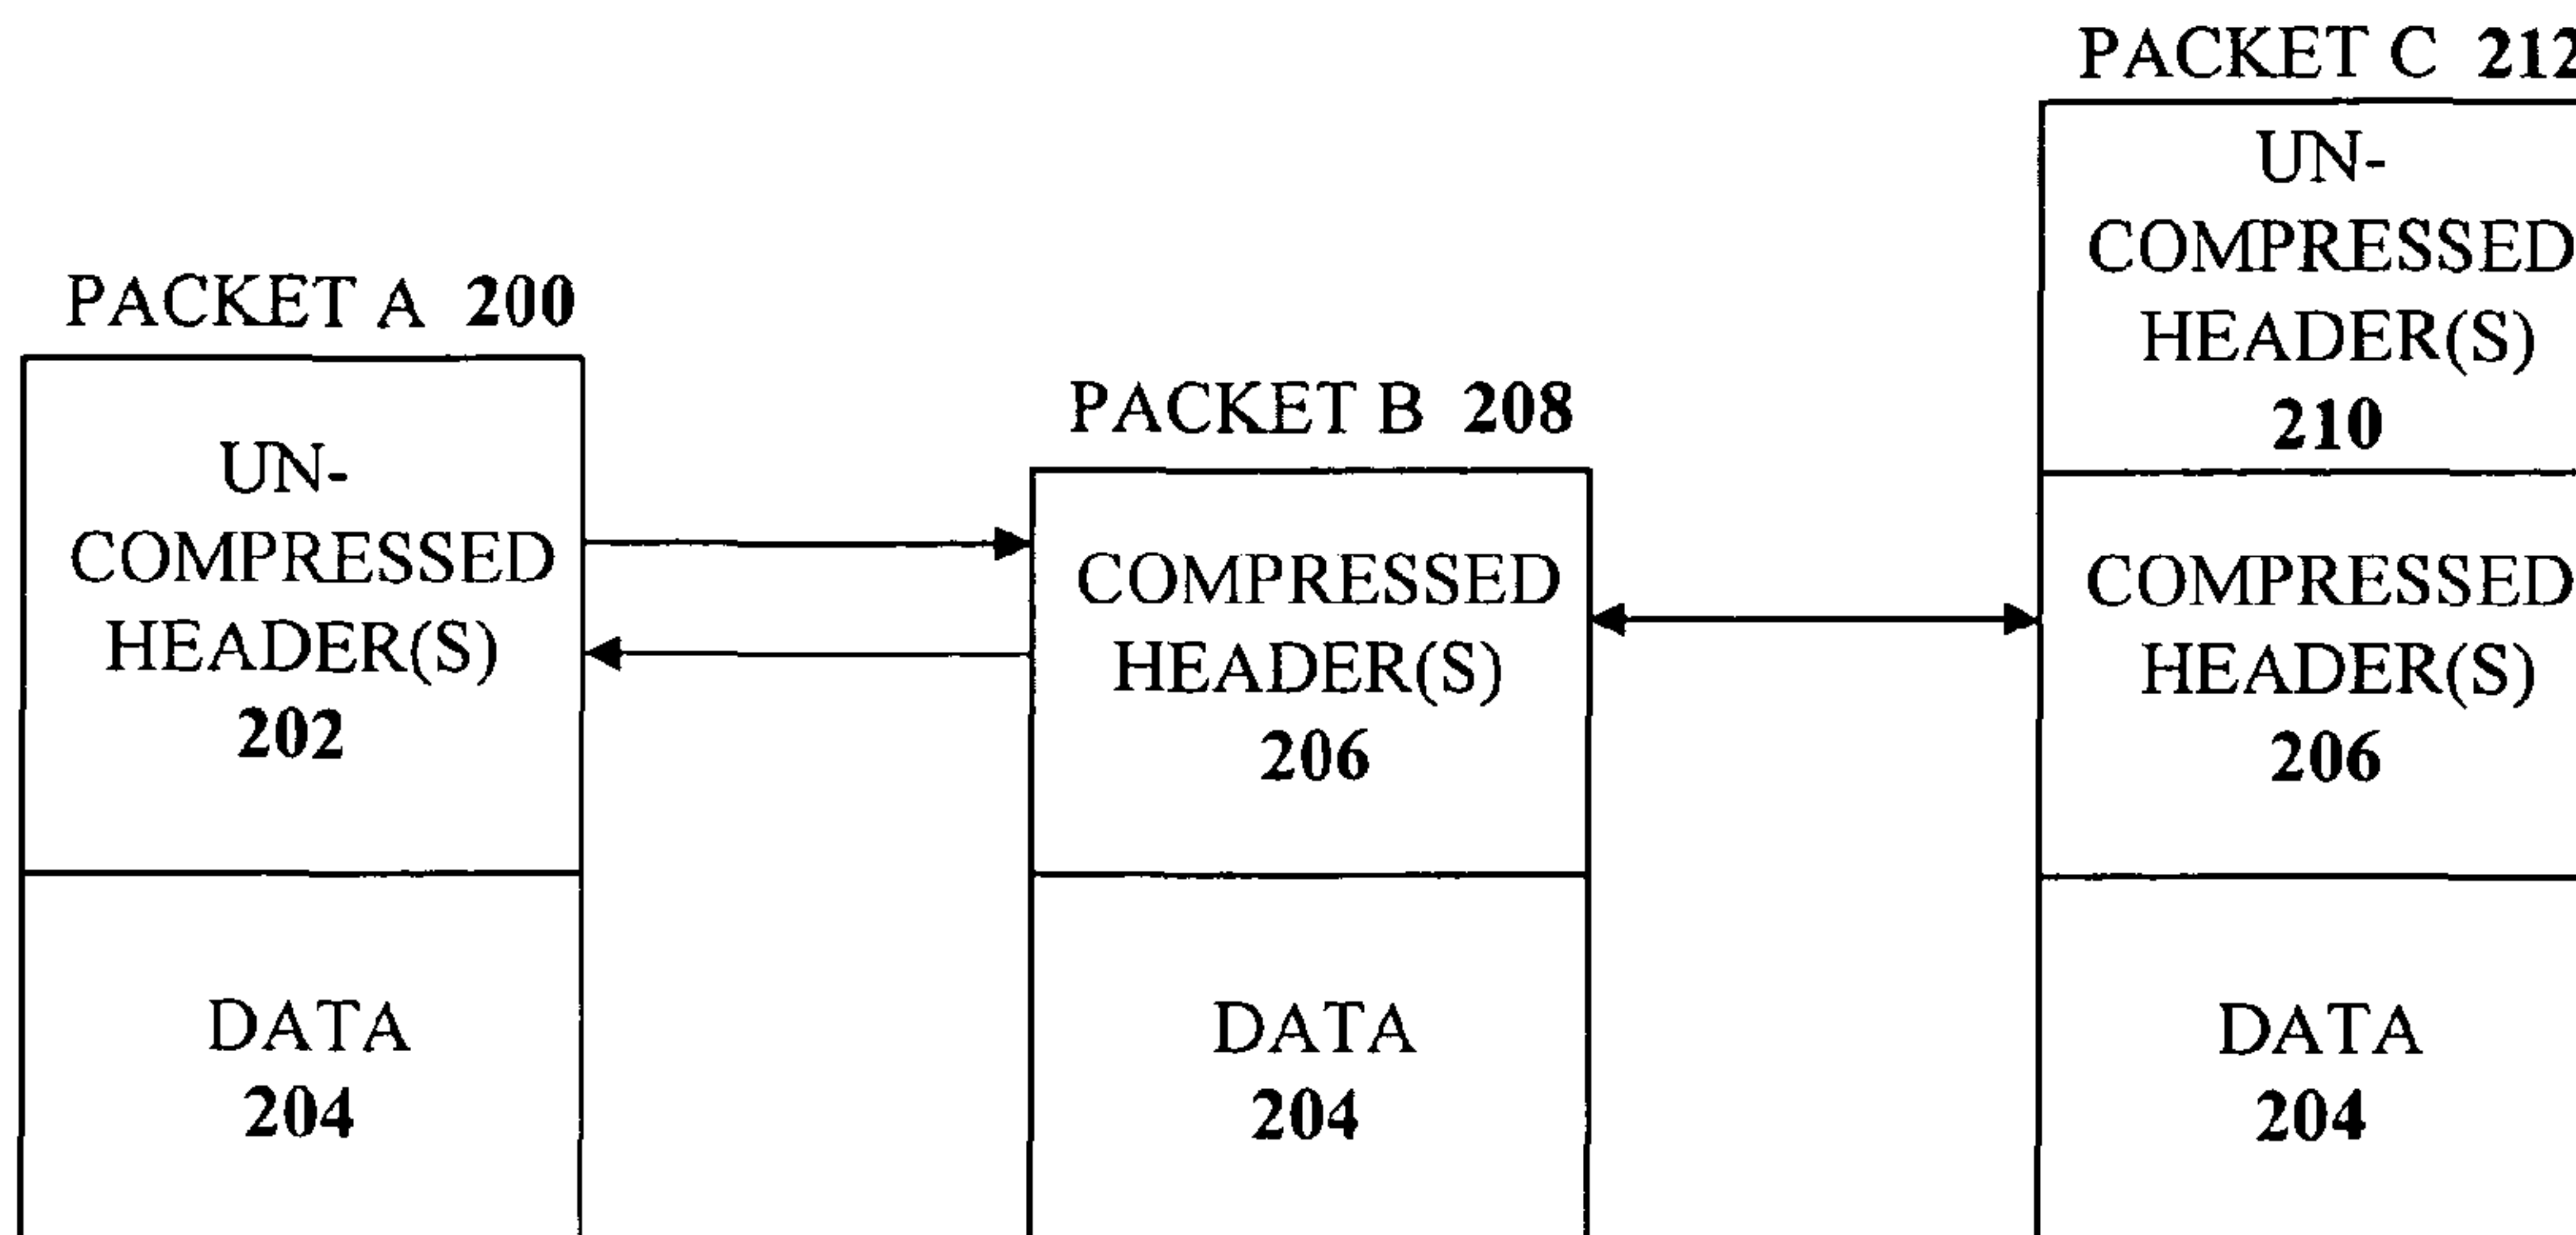 PACKET A 200
UN-
COMPRESSED
HEADER(S)
202
DATA
204
PACKET B 208
COMPRESSED
HEADER(S)
206
DATA
204
PACKET C 212
UN-
COMPRESSED
HEADER(S)
210
COMPRESSED
HEADER(S)
206
DATA
204